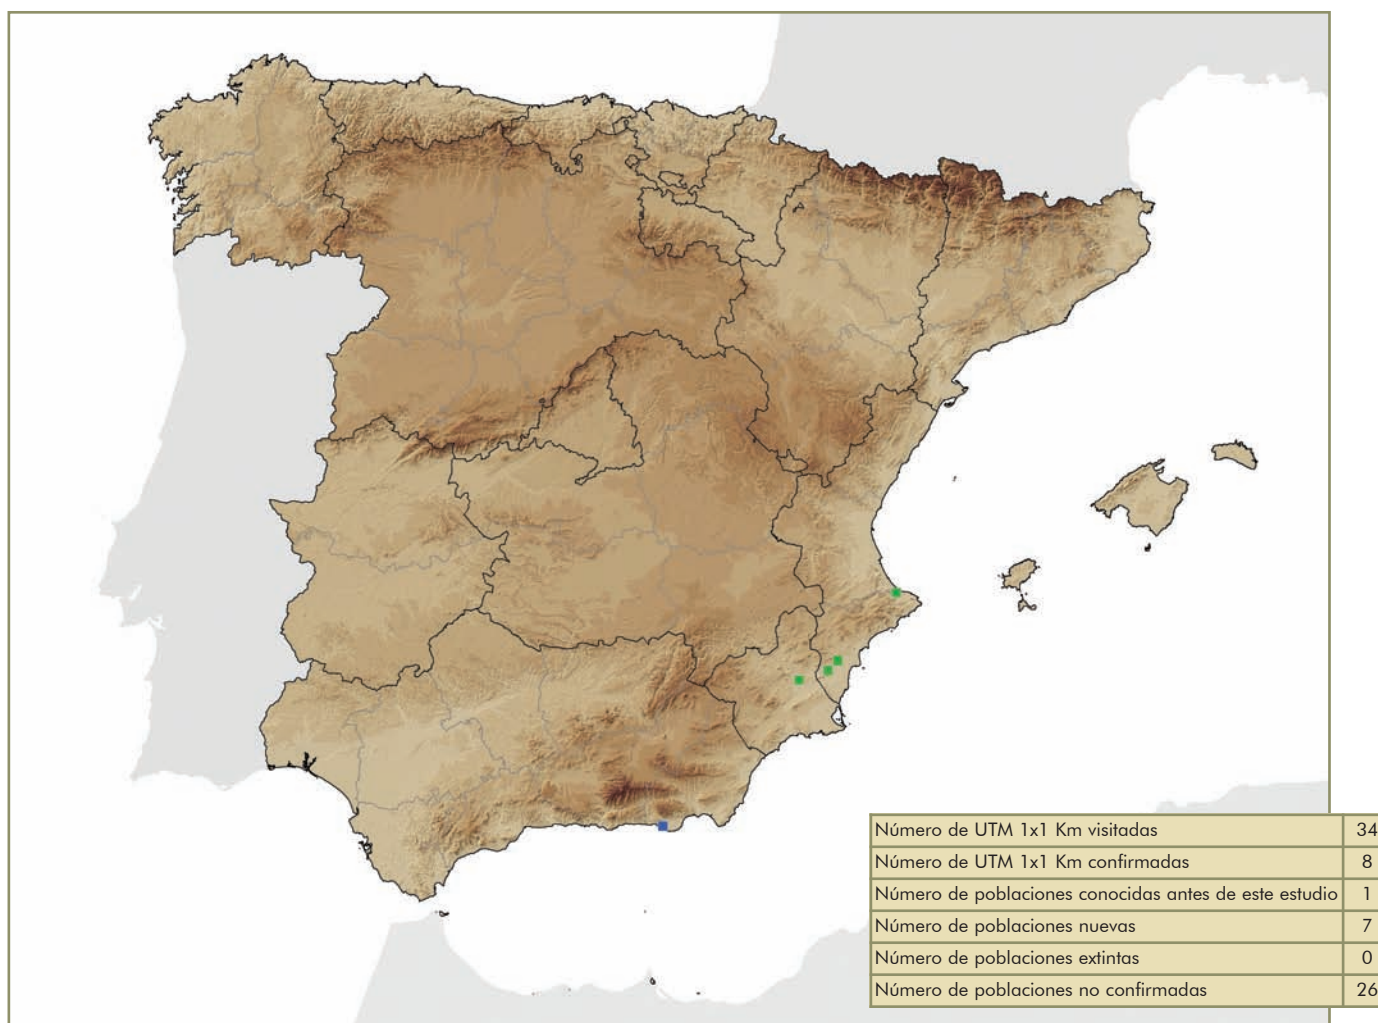 Número de UTM 1x1 Km visitadas 34
Número de UTM 1x1 Km confirmadas 8
Número de poblaciones conocidas antes de este estudio 1
Número de poblaciones nuevas 7
Número de poblaciones extintas 0
Número de poblaciones no confirmadas 26